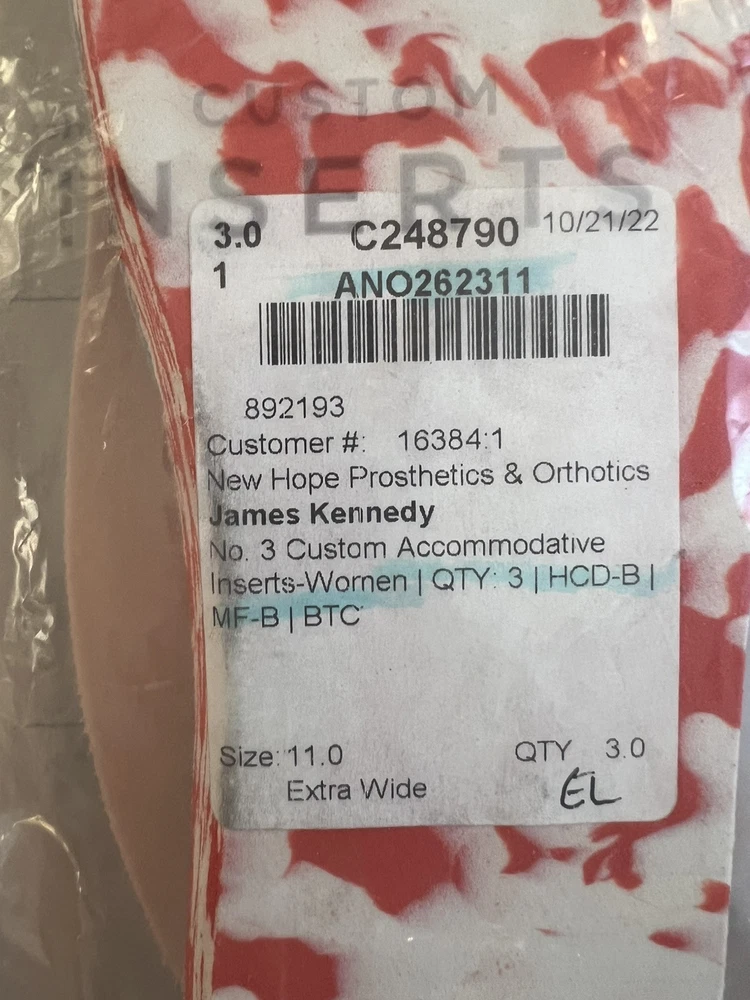 CUSTOM
INSERTS
3.0 C248790 10/21/22
1 ANO262311
892193
Customer #: 16384:1
New Hope Prosthetics & Orthotics
James Kennedy
No. 3 Custom Accommodative
Inserts-Women | QTY: 3 | HCD-B |
MF-B | BTC
Size: 11.0 QTY 3.0
Extra Wide EL